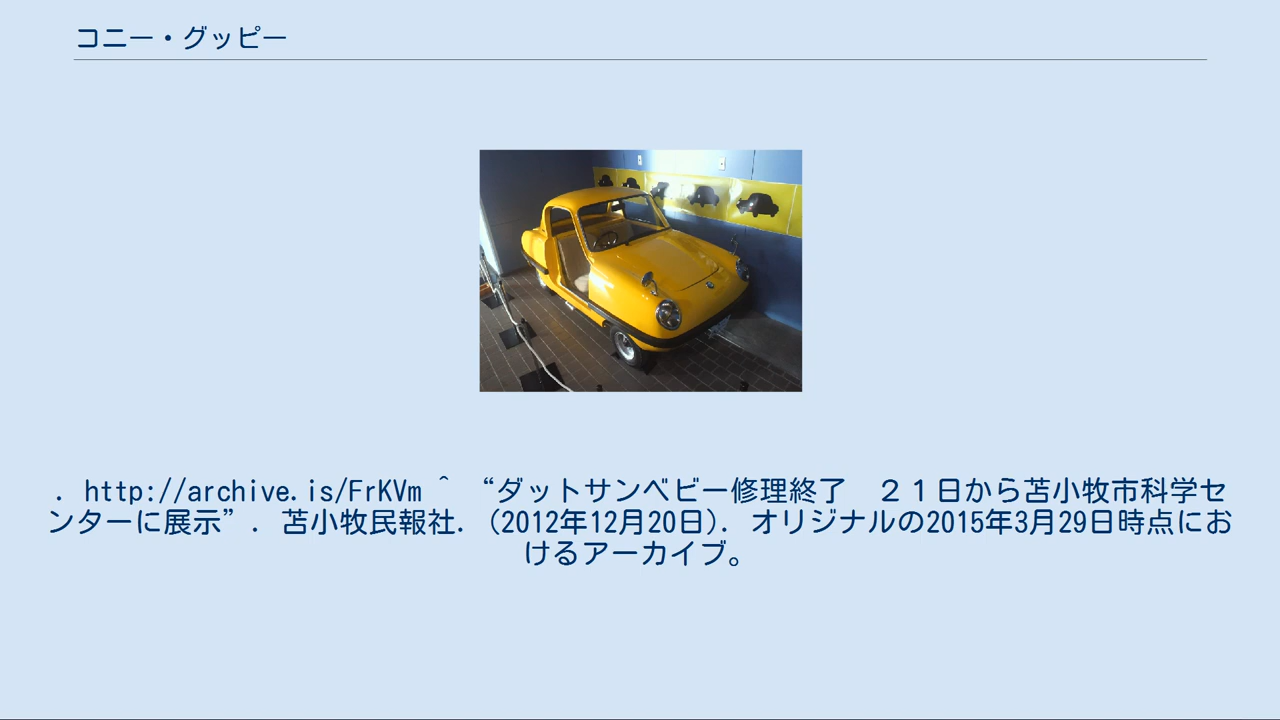 コニー・グッピー
. http://archive.is/FrKVm ^ “ダットサンベビー修理終了　２１日から苫小牧市科学セ
ンターに展示”. 苫小牧民報社. (2012年12月20日). オリジナルの2015年3月29日時点にお
けるアーカイブ。